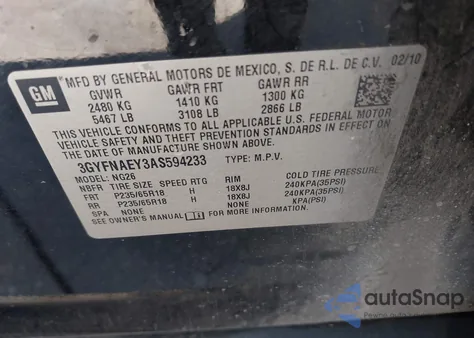 GM
MFD BY GENERAL MOTORS DE MEXICO, S. DE R.L. DE C.V. 02/10
GVWR GAWR FRT GAWR RR
2480 KG 1410 KG 1300 KG
5467 LB 3108 LB 2866 LB
THIS VEHICLE CONFORMS TO ALL APPLICABLE U.S. FEDERAL MOTOR
VEHICLE SAFETY AND THEFT PREVENTION STANDARDS IN EFFECT ON
THE DATE OF MANUFACTURE SHOWN ABOVE.
3GYFNAEY3AS594233 TYPE: M.P.V.
MODEL: NG26
NBFR TIRE SIZE SPEED RTG RIM COLD TIRE PRESSURE
FRT P235/65R18 H 18X8J 240KPA(35PSI)
RR P235/65R18 H 18X8J 240KPA(35PSI)
SPA NONE NONE KPA(PSI)
SEE OWNER'S MANUAL FOR MORE INFORMATION.
autoSnap